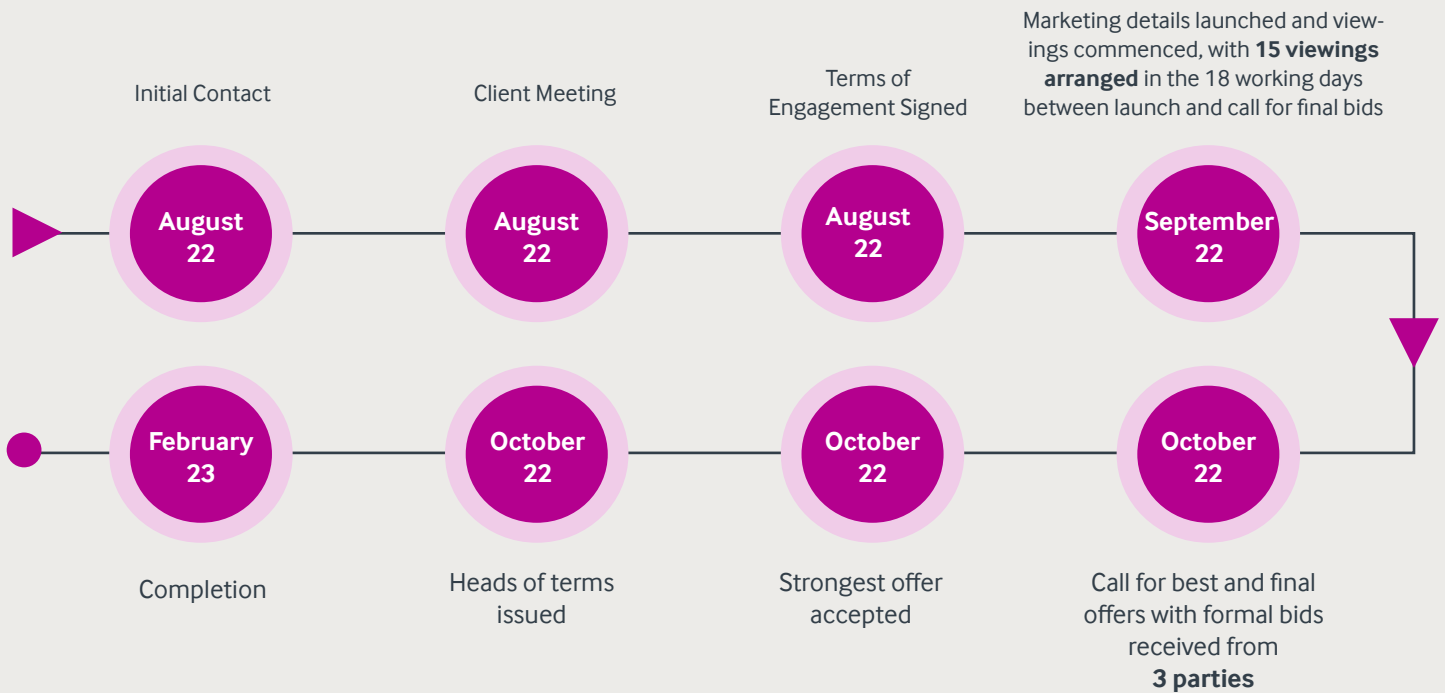 Initial Contact
August
22
Client Meeting
August
22
Terms of
Engagement Signed
August
22
Marketing details launched and view-
ings commenced, with 15 viewings
arranged in the 18 working days
between launch and call for final bids
September
22
October
22
Call for best and final
offers with formal bids
received from
3 parties
October
22
Strongest offer
accepted
October
22
Heads of terms
issued
February
23
Completion